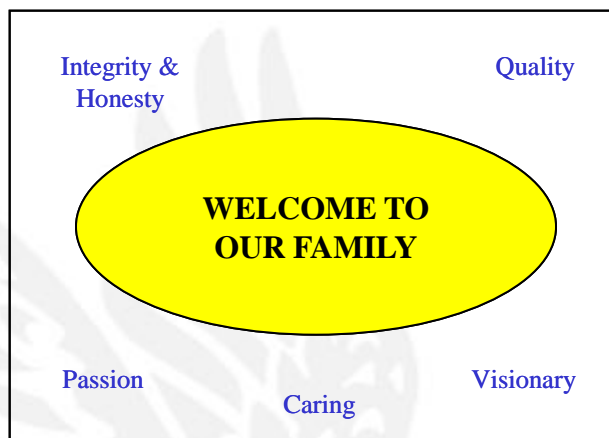 Integrity &
Honesty
Quality
WELCOME TO
OUR FAMILY
Passion
Caring
Visionary